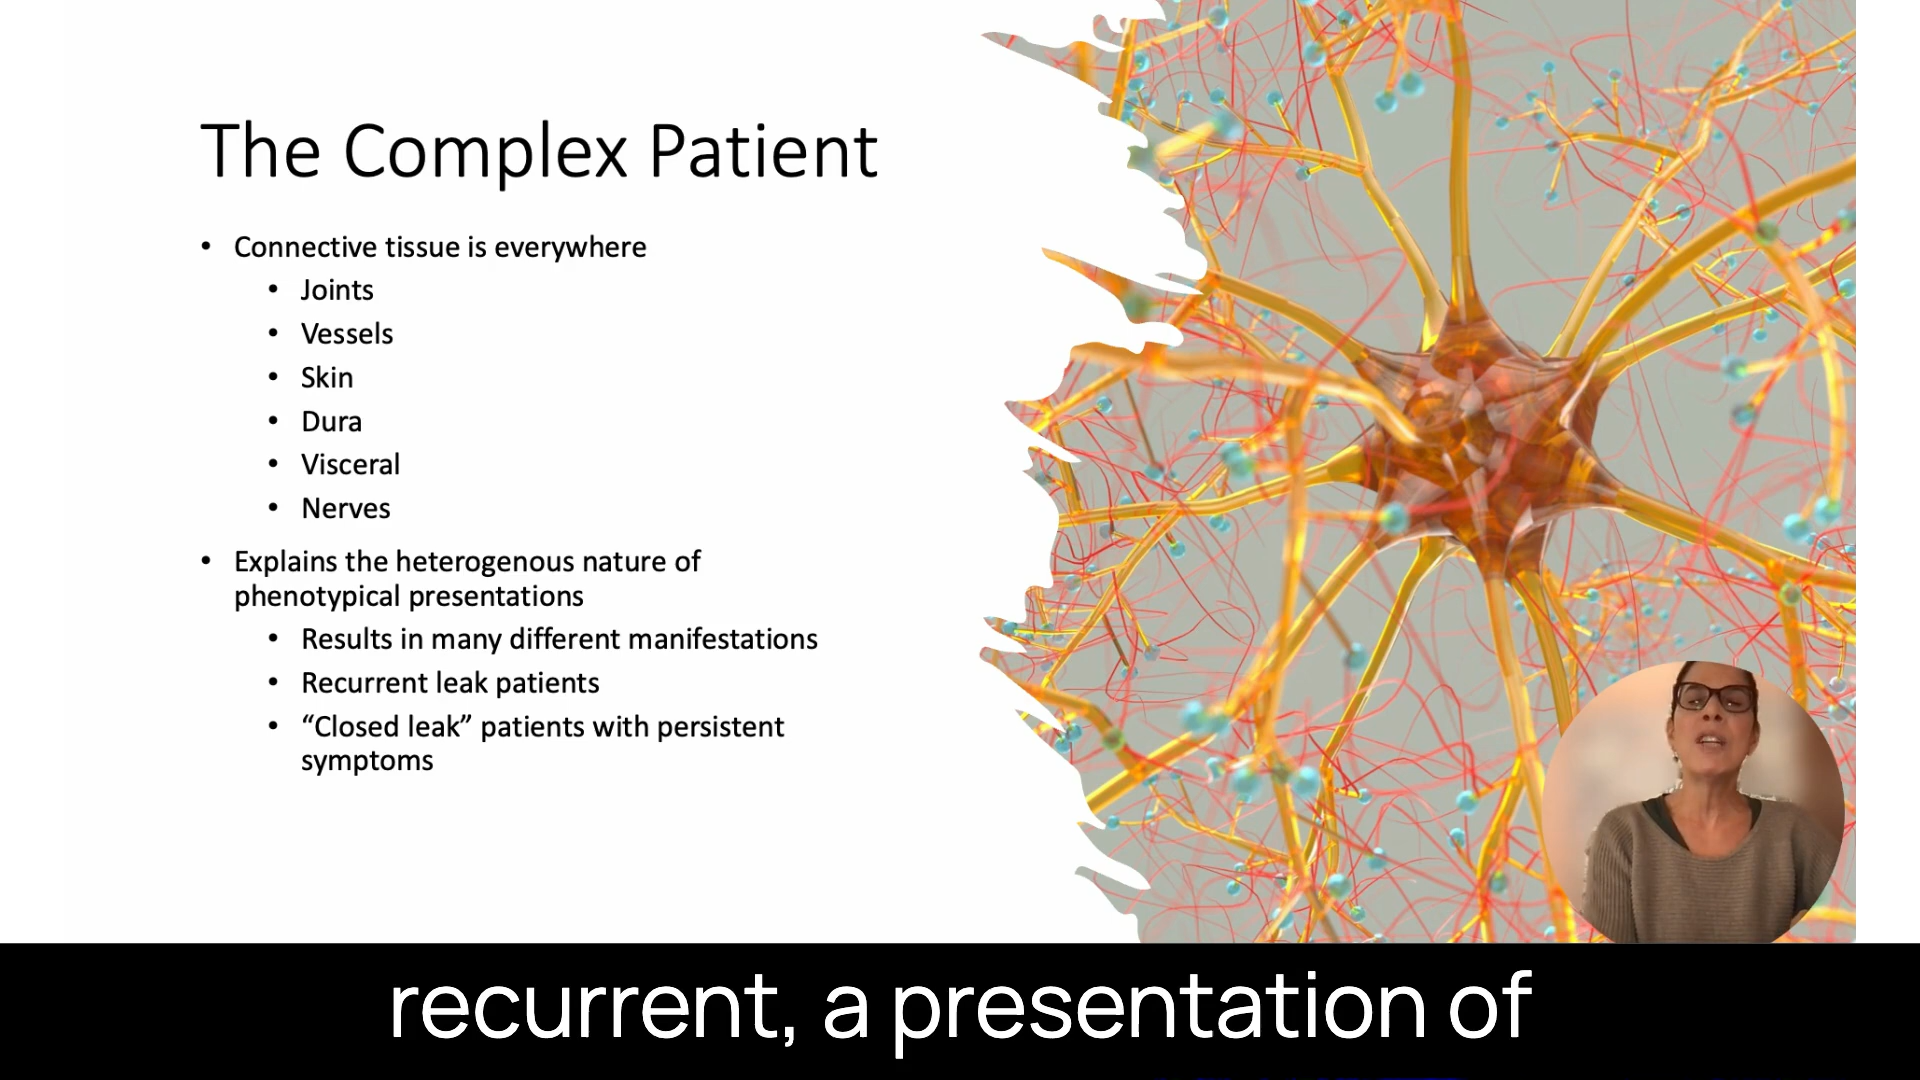 The Complex Patient
• Connective tissue is everywhere
• Joints
• Vessels
• Skin
• Dura
• Visceral
• Nerves
• Explains the heterogenous nature of
phenotypical presentations
• Results in many different manifestations
• Recurrent leak patients
• “Closed leak” patients with persistent
symptoms
recurrent, a presentation of